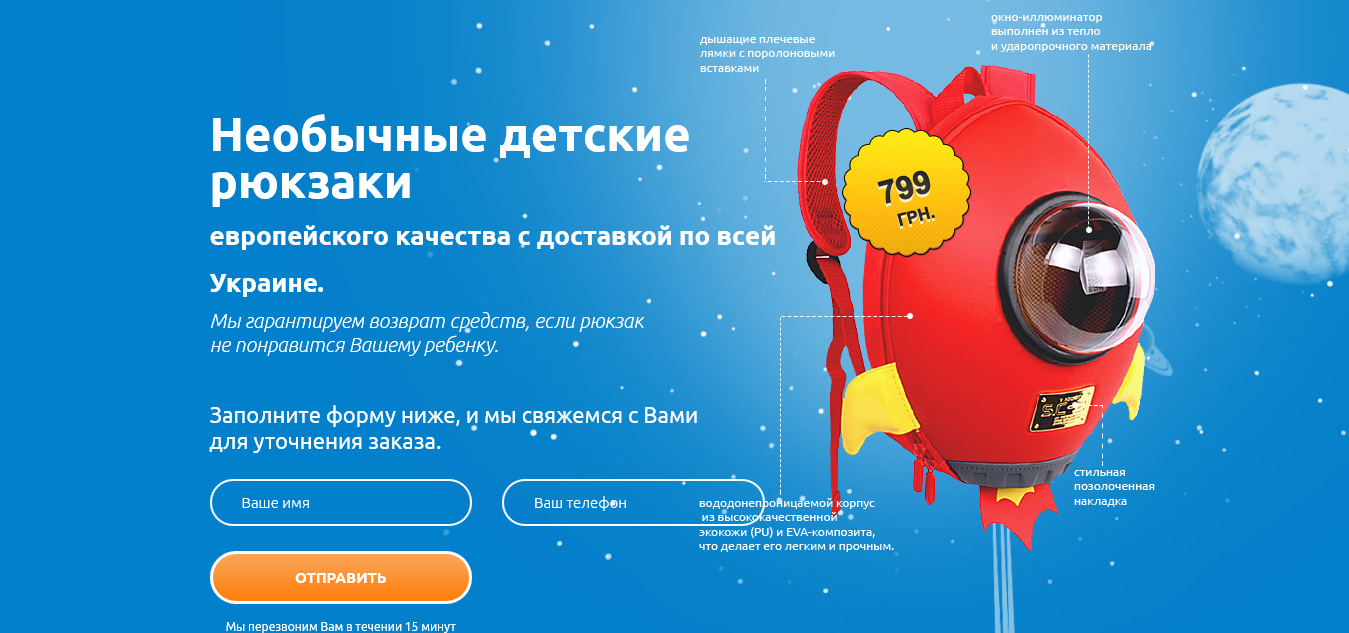 дышащие плечевые
лямки с поролоновыми
вставками
окно-иллюминатор
выполнен из тепло
и ударопрочного материала
Необычные детские
рюкзаки
европейского качества с доставкой по всей
Украине.
Мы гарантируем возврат средств, если рюкзак
не понравится Вашему ребенку.
799
ГРН.
Заполните форму ниже, и мы свяжемся с Вами
для уточнения заказа.
Ваше имя
Ваш телефон
ОТПРАВИТЬ
Мы перезвоним Вам в течении 15 минут
вододонепроницаемой корпус
из высококачественной
экокожи (PU) и EVA-композита,
что делает его легким и прочным.
S.C
стильная
позолоченная
накладка